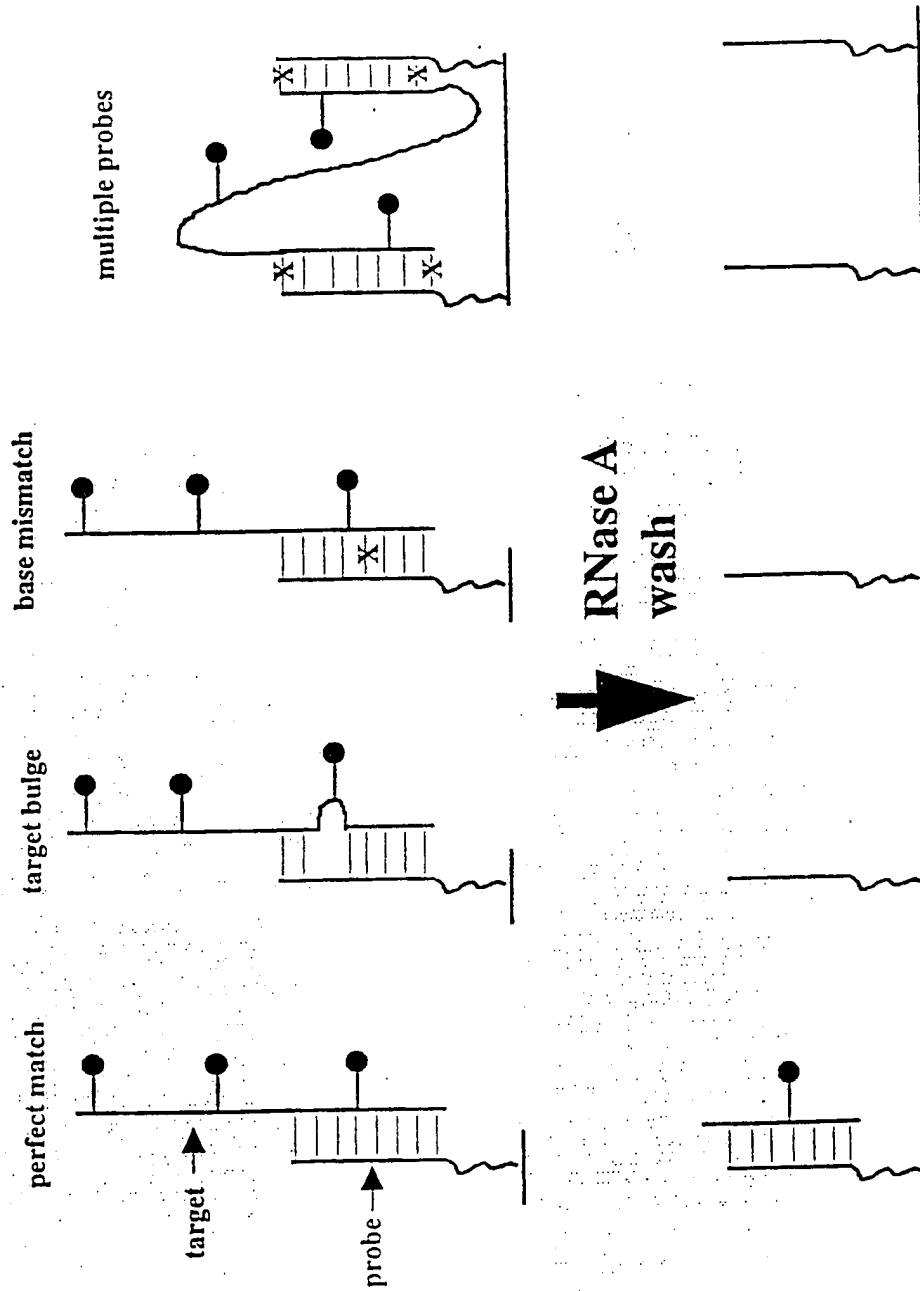 perfect match
target bulge
base mismatch
multiple probes
target
probe
X
X
X
X
X
RNase A
wash